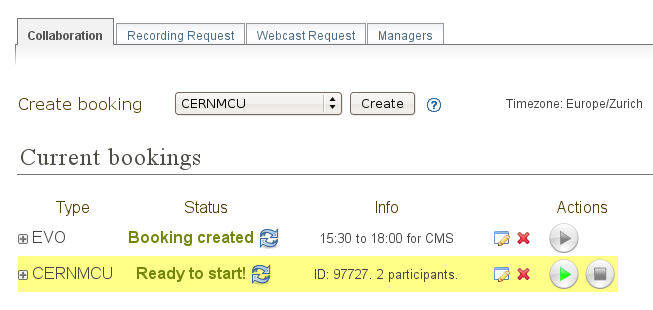 Collaboration Recording Request Webcast Request Managers
Create booking CERNMCU Create ? Timezone: Europe/Zurich
Current bookings
Type Status Info Actions
EVO Booking created 15:30 to 18:00 for CMS
CERNMCU Ready to start! ID: 97727. 2 participants.